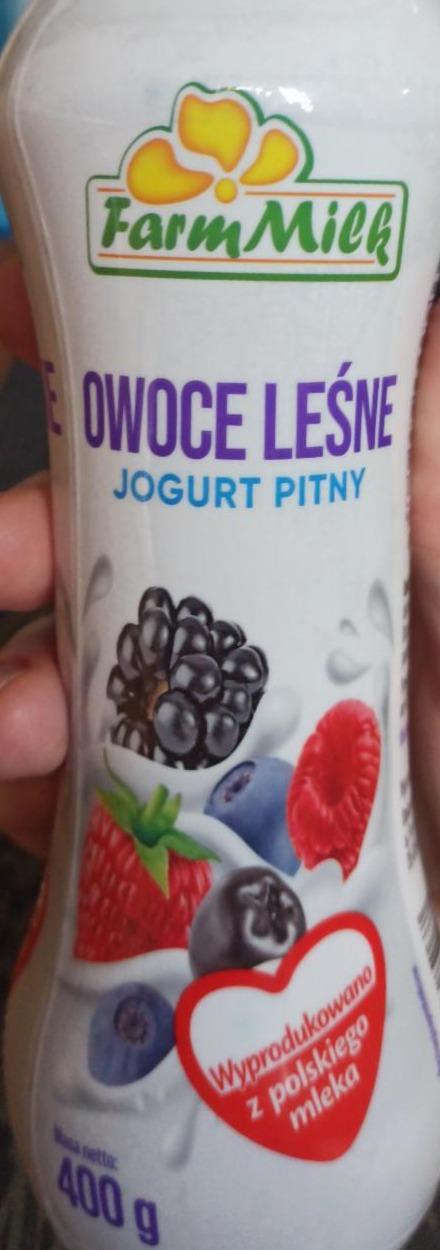 FarmMilk
OWOCE LEŚNE
JOGURT PITNY
Wyprodukowano
z polskiego
mleka
Masa netto:
400 g